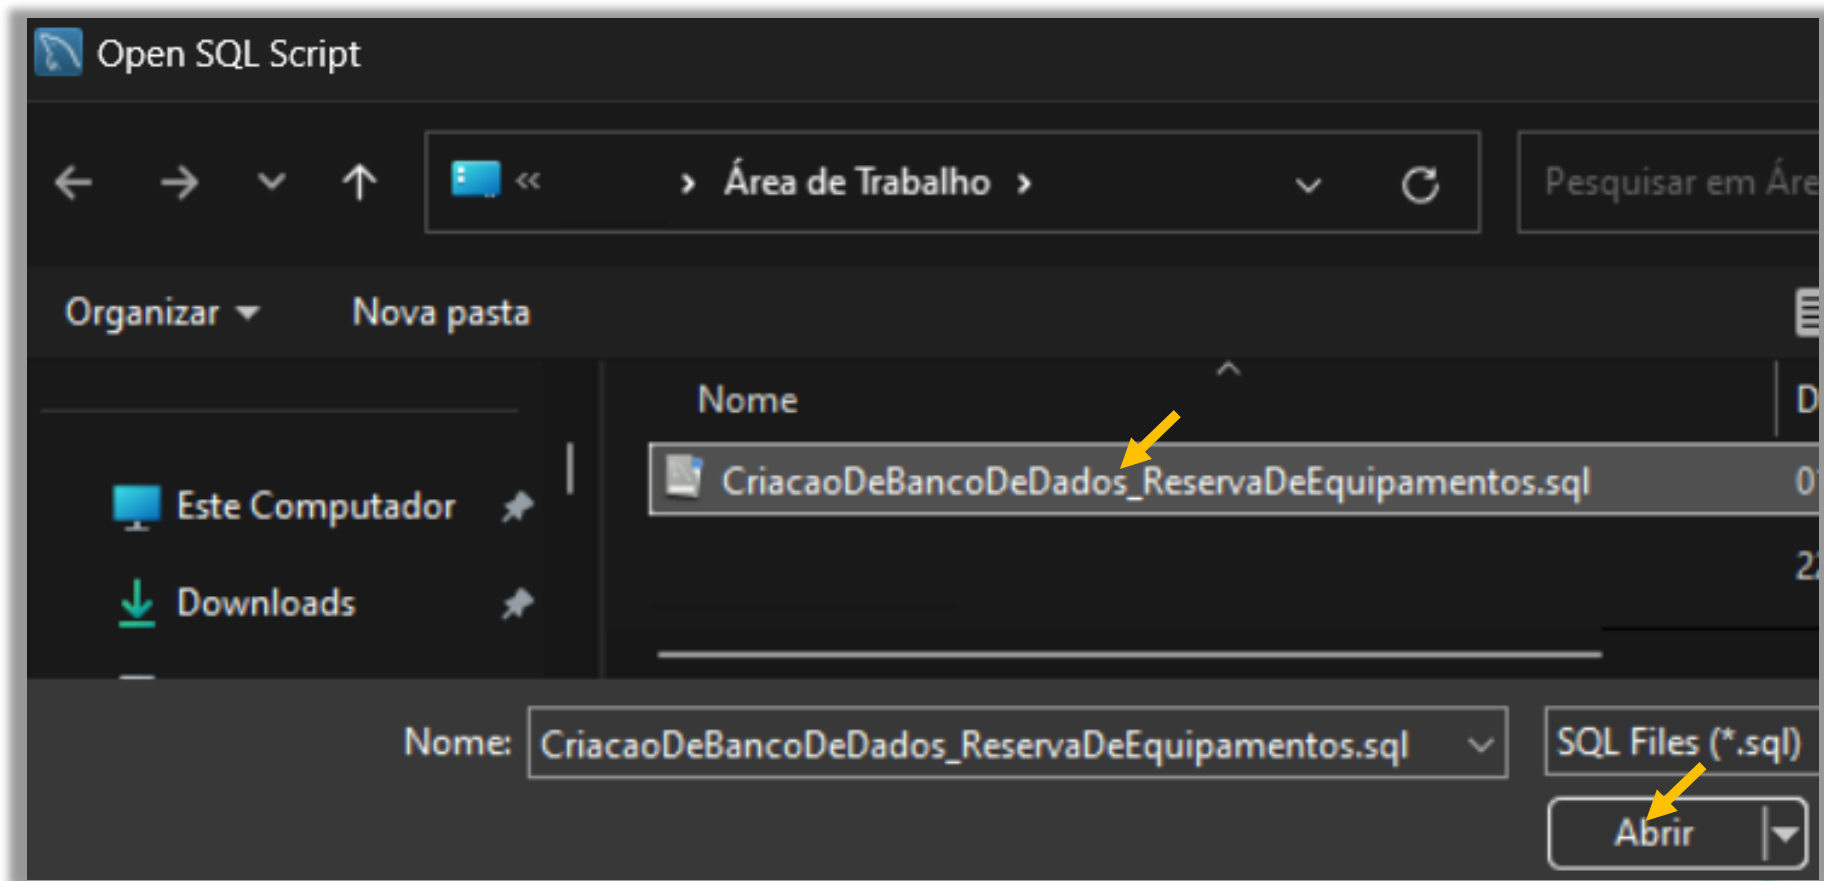 Open SQL Script
« › Área de Trabalho ›
Pesquisar em Áre
Organizar
Nova pasta
Nome
D
CriacaoDeBancoDeDados_ReservaDeEquipamentos.sql
Este Computador
Downloads
Nome: CriacaoDeBancoDeDados_ReservaDeEquipamentos.sql
SQL Files (*.sql)
Abrir